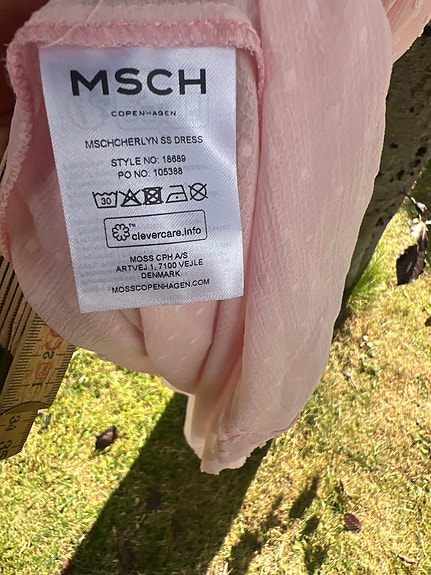 MSCH
COPENHAGEN
MSCHCHERLYN SS DRESS
STYLE NO: 18689
PO NO: 105388
30
™
clevercare.info
MOSS CPH A/S
ARTVEJ 1, 7100 VEJLE
DENMARK
MOSSCOPENHAGEN.COM